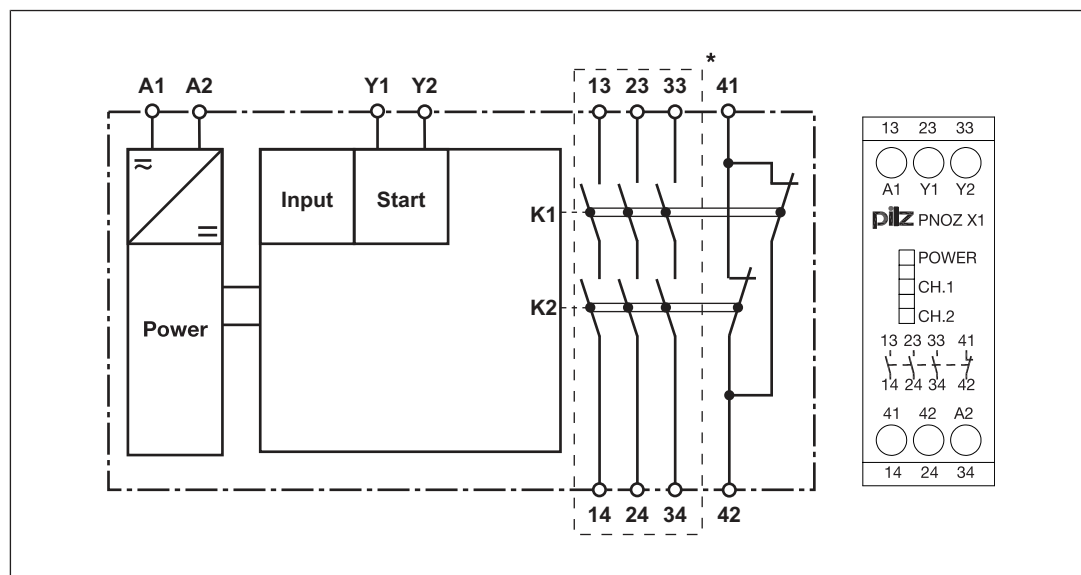 *
A1 A2 Y1 Y2 13 23 33 41
Input Start
K1
K2
Power
14 24 34 42
13 23 33
A1 Y1 Y2
pilz PNOZ X1
POWER
CH.1
CH.2
13 23 33 41
14 24 34 42
41 42 A2
14 24 34